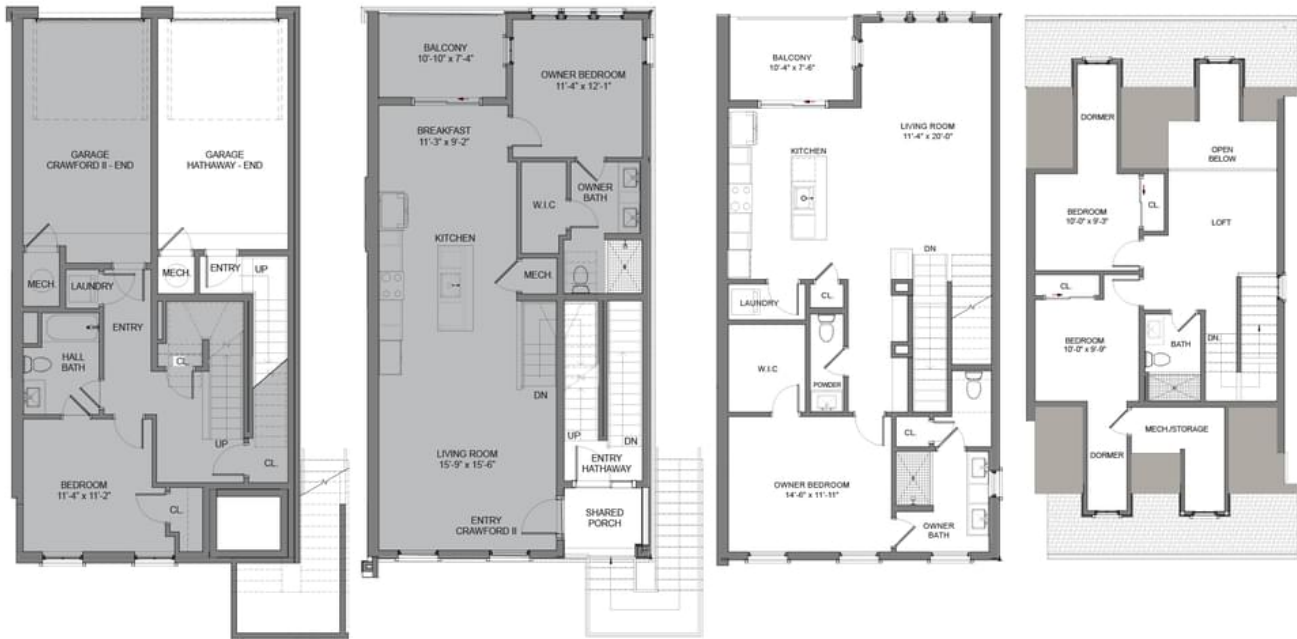 GARAGE
CRAWFORD II - END
GARAGE
HATHAWAY - END
MECH.
LAUNDRY
MECH.
ENTRY
UP
ENTRY
HALL
BATH
CL.
UP
CL.
BEDROOM
11'-4" x 11'-2"
CL.
BALCONY
10'-10" x 7'-4"
OWNER BEDROOM
11'-4" x 12'-1"
BREAKFAST
11'-3" x 9'-2"
OWNER
BATH
W.I.C
KITCHEN
MECH.
DN
UP
DN
LIVING ROOM
15'-9" x 15'-6"
ENTRY
HATHAWAY
SHARED
PORCH
ENTRY
CRAWFORD II
BALCONY
10'-4" x 7'-6"
LIVING ROOM
11'-4" x 20'-0"
KITCHEN
DN
LAUNDRY
CL.
W.I.C
POWDER
CL.
OWNER BEDROOM
14'-6" x 11'-11"
OWNER
BATH
DORMER
OPEN
BELOW
BEDROOM
10'-0" x 9'-3"
CL.
LOFT
CL.
BEDROOM
10'-0" x 9'-9"
BATH
DN.
MECH./STORAGE
DORMER